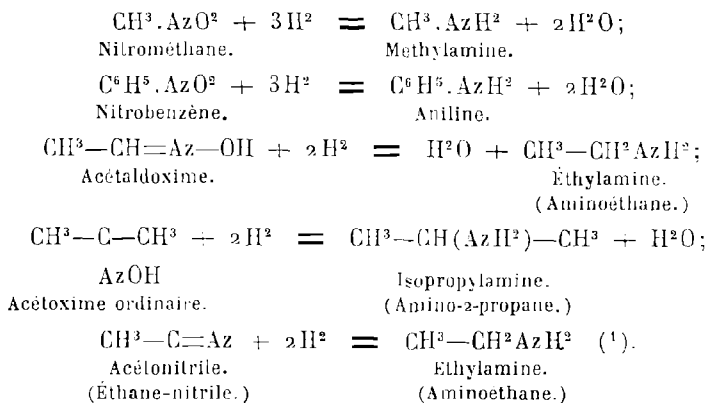 CH³.AzO² + 3H² = CH³.AzH² + 2H²O;
Nitrométhane. Methylamine.
C⁶H⁵.AzO² + 3H² = C⁶H⁵.AzH² + 2H²O;
Nitrobenzène. Aniline.
CH³—CH=Az—OH + 2H² = H²O + CH³—CH²AzH²;
Acétaldoxime. Éthylamine.
(Aminoéthane.)
CH³—C—CH³ + 2H² = CH³—CH(AzH²)—CH³ + H²O;
AzOH Isopropylamine.
Acétoxime ordinaire. (Amino-2-propane.)
CH³—C=Az + 2H² = CH³—CH²AzH² (¹).
Acétonitrile. Ethylamine.
(Éthane-nitrile.) (Aminoéthane.)